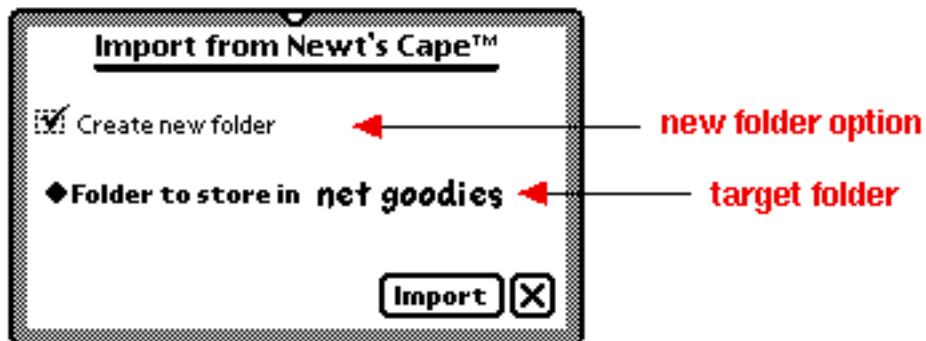 Import from Newt's Cape™
Create new folder
new folder option
◆Folder to store in net goodies
target folder
Import